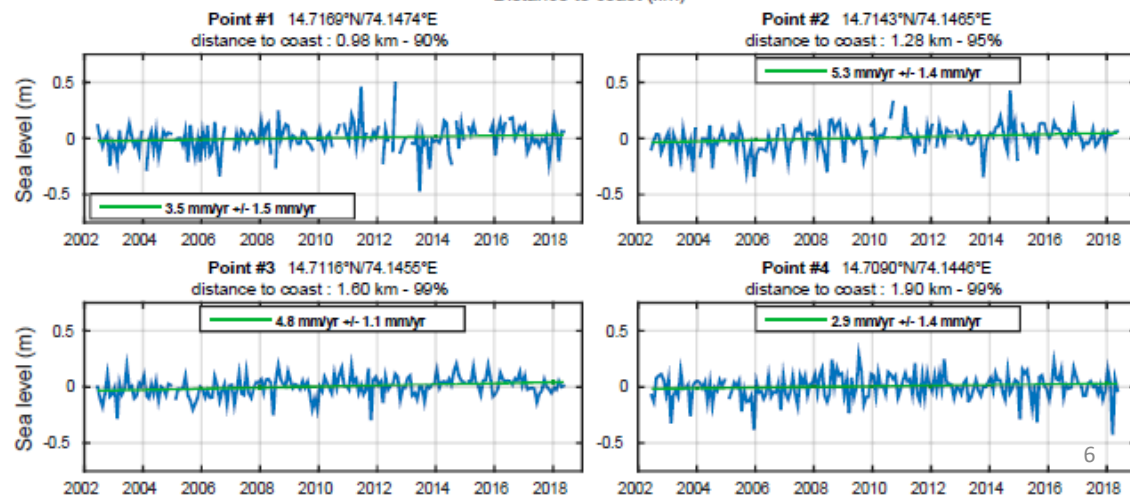 Point #1 14.7169°N/74.1474°E
distance to coast : 0.98 km - 90%
Point #2 14.7143°N/74.1465°E
distance to coast : 1.28 km - 95%
Sea level (m)
0.5
0
-0.5
3.5 mm/yr +/- 1.5 mm/yr
2002 2004 2006 2008 2010 2012 2014 2016 2018
0.5
0
-0.5
5.3 mm/yr +/- 1.4 mm/yr
2002 2004 2006 2008 2010 2012 2014 2016 2018
Point #3 14.7116°N/74.1455°E
distance to coast : 1.60 km - 99%
Point #4 14.7090°N/74.1446°E
distance to coast : 1.90 km - 99%
Sea level (m)
0.5
0
-0.5
4.8 mm/yr +/- 1.1 mm/yr
2002 2004 2006 2008 2010 2012 2014 2016 2018
0.5
0
-0.5
2.9 mm/yr +/- 1.4 mm/yr
2002 2004 2006 2008 2010 2012 2014 2016 2018
6